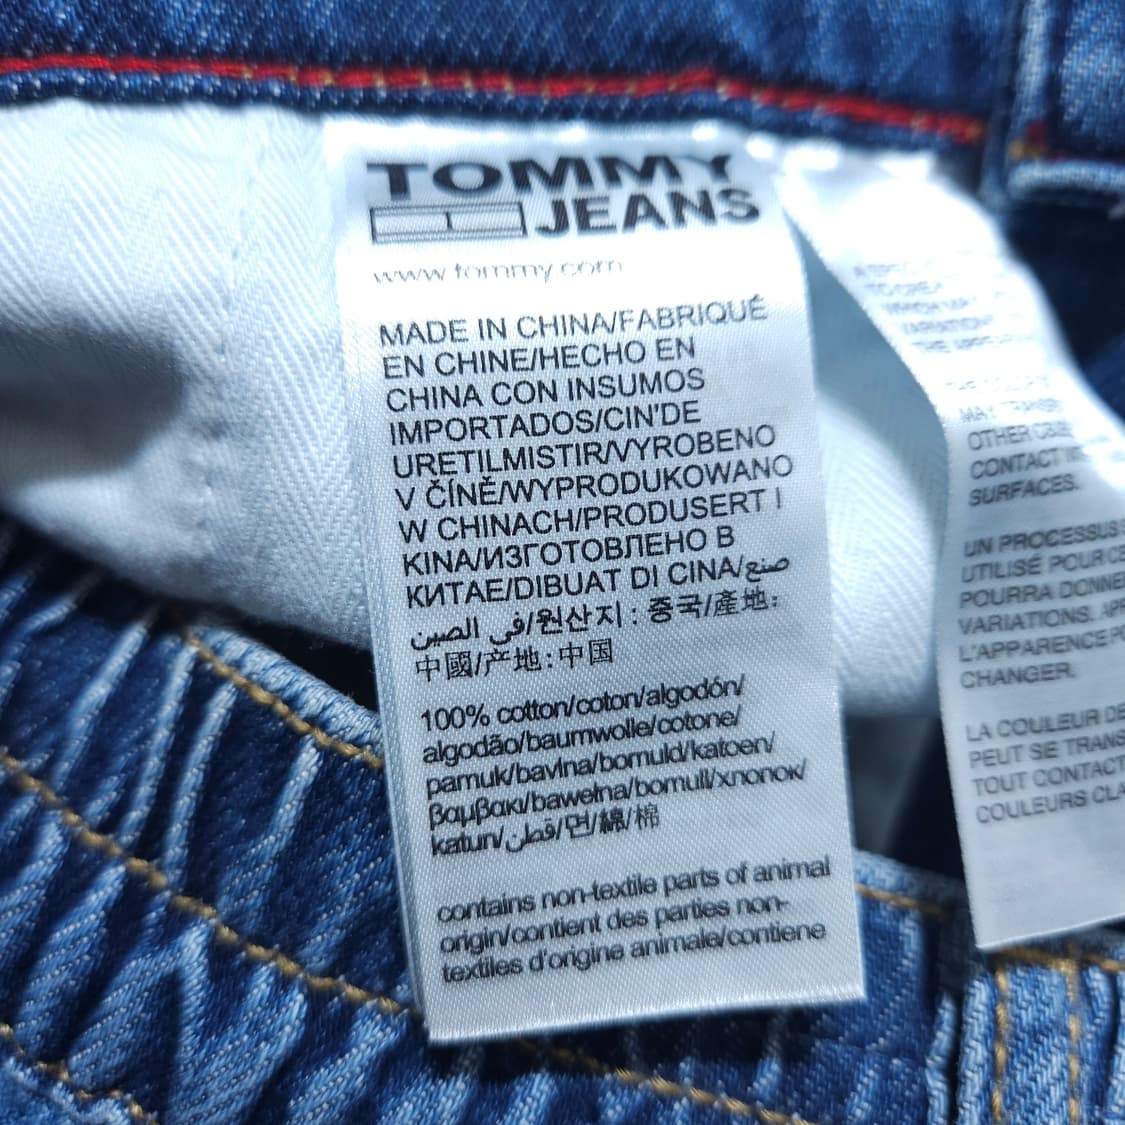 TOMMY
JEANS
www.tommy.com
MADE IN CHINA/FABRIQUÉ
EN CHINE/HECHO EN
CHINA CON INSUMOS
IMPORTADOS/CIN'DE
URETILMISTIR/VYROBENO
V ČÍNĚ/WYPRODUKOWANO
W CHINACH/PRODUSERT I
KINA/ИЗГОТОВЛЕНО В
КИТАЕ/DIBUAT DI CINA/صنع
في الصين/원산지 : 중국/產地:
中國/产地:中国
100% cotton/coton/algodón/
algodão/baumwolle/cotone/
pamuk/bavlna/bomuld/katoen/
βαμβακι/bawełna/bomull/хлопок/
katun/قطن/면/綿/棉
contains non-textile parts of animal
origin/contient des parties non-
textiles d'origine animale/contiene
OTHER
CONTACT
SURFACES.
UN PROCESSUS
UTILISÉ POUR
POURRA
VARIATIONS.
L'APPARENCE
CHANGER.
LA COULEUR
PEUT SE
TOUT CONTACT
COULEURS